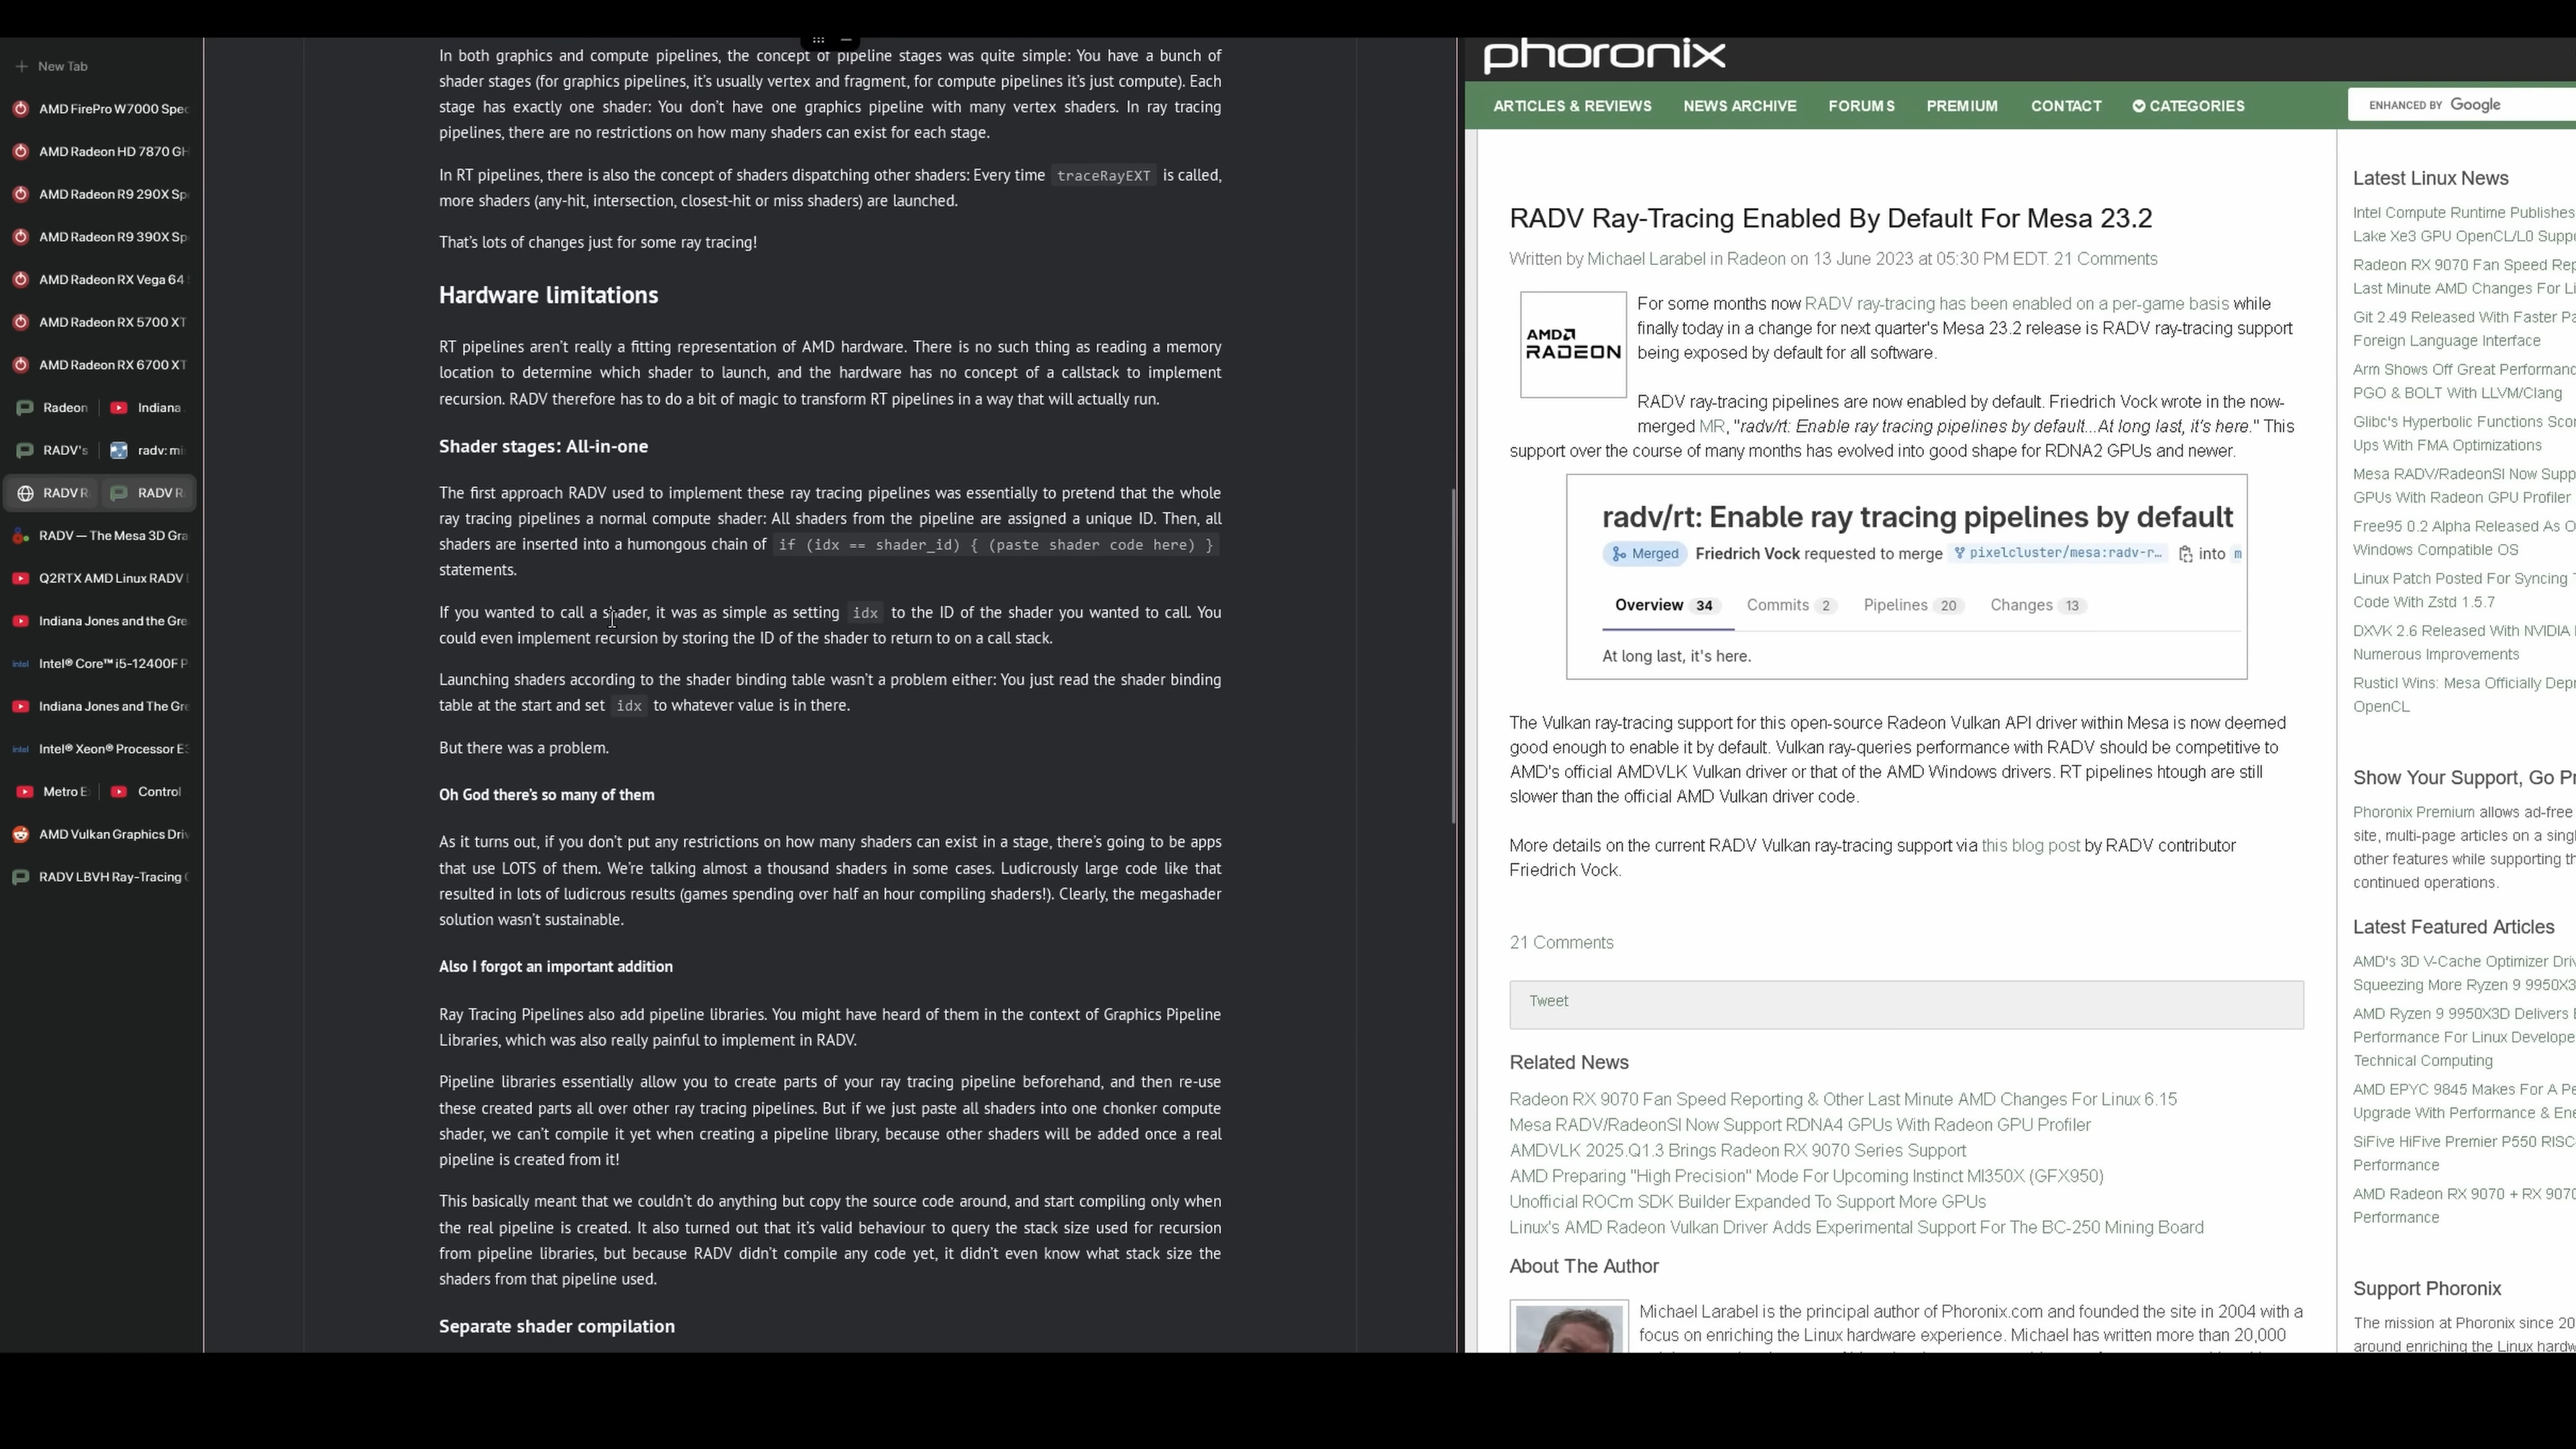 New Tab
AMD FirePro W7000 Spec
AMD Radeon HD 7870 GH
AMD Radeon R9 290X Sp
AMD Radeon R9 390X Sp
AMD Radeon RX Vega 64
AMD Radeon RX 5700 XT
AMD Radeon RX 6700 XT
Radeon
Indiana
RADV's
radv: mi
RADV R
RADV R
RADV — The Mesa 3D Gra
Q2RTX AMD Linux RADV
Indiana Jones and the Gre
intel Intel® Core™ i5-12400F P
Indiana Jones and The Gre
intel Intel® Xeon® Processor E3
Metro E
Control
AMD Vulkan Graphics Driv
RADV LBVH Ray-Tracing
In both graphics and compute pipelines, the concept of pipeline stages was quite simple: You have a bunch of
shader stages (for graphics pipelines, it's usually vertex and fragment, for compute pipelines it's just compute). Each
stage has exactly one shader: You don't have one graphics pipeline with many vertex shaders. In ray tracing
pipelines, there are no restrictions on how many shaders can exist for each stage.
In RT pipelines, there is also the concept of shaders dispatching other shaders: Every time traceRayEXT is called,
more shaders (any-hit, intersection, closest-hit or miss shaders) are launched.
That's lots of changes just for some ray tracing!
Hardware limitations
RT pipelines aren't really a fitting representation of AMD hardware. There is no such thing as reading a memory
location to determine which shader to launch, and the hardware has no concept of a callstack to implement
recursion. RADV therefore has to do a bit of magic to transform RT pipelines in a way that will actually run.
Shader stages: All-in-one
The first approach RADV used to implement these ray tracing pipelines was essentially to pretend that the whole
ray tracing pipelines a normal compute shader: All shaders from the pipeline are assigned a unique ID. Then, all
shaders are inserted into a humongous chain of if (idx == shader_id) { (paste shader code here) }
statements.
If you wanted to call a shader, it was as simple as setting idx to the ID of the shader you wanted to call. You
could even implement recursion by storing the ID of the shader to return to on a call stack.
Launching shaders according to the shader binding table wasn't a problem either: You just read the shader binding
table at the start and set idx to whatever value is in there.
But there was a problem.
Oh God there's so many of them
As it turns out, if you don't put any restrictions on how many shaders can exist in a stage, there's going to be apps
that use LOTS of them. We're talking almost a thousand shaders in some cases. Ludicrously large code like that
resulted in lots of ludicrous results (games spending over half an hour compiling shaders!). Clearly, the megashader
solution wasn't sustainable.
Also I forgot an important addition
Ray Tracing Pipelines also add pipeline libraries. You might have heard of them in the context of Graphics Pipeline
Libraries, which was also really painful to implement in RADV.
Pipeline libraries essentially allow you to create parts of your ray tracing pipeline beforehand, and then re-use
these created parts all over other ray tracing pipelines. But if we just paste all shaders into one chonker compute
shader, we can't compile it yet when creating a pipeline library, because other shaders will be added once a real
pipeline is created from it!
This basically meant that we couldn't do anything but copy the source code around, and start compiling only when
the real pipeline is created. It also turned out that it's valid behaviour to query the stack size used for recursion
from pipeline libraries, but because RADV didn't compile any code yet, it didn't even know what stack size the
shaders from that pipeline used.
Separate shader compilation
phoronix
ARTICLES & REVIEWS NEWS ARCHIVE FORUMS PREMIUM CONTACT CATEGORIES
ENHANCED BY Google
RADV Ray-Tracing Enabled By Default For Mesa 23.2
Written by Michael Larabel in Radeon on 13 June 2023 at 05:30 PM EDT. 21 Comments
AMD
RADEON
For some months now RADV ray-tracing has been enabled on a per-game basis while
finally today in a change for next quarter's Mesa 23.2 release is RADV ray-tracing support
being exposed by default for all software.
RADV ray-tracing pipelines are now enabled by default. Friedrich Vock wrote in the now-
merged MR, "radv/rt: Enable ray tracing pipelines by default...At long last, it's here." This
support over the course of many months has evolved into good shape for RDNA2 GPUs and newer.
radv/rt: Enable ray tracing pipelines by default
Merged Friedrich Vock requested to merge pixelcluster/mesa:radv-r... into m
Overview 34 Commits 2 Pipelines 20 Changes 13
At long last, it's here.
The Vulkan ray-tracing support for this open-source Radeon Vulkan API driver within Mesa is now deemed
good enough to enable it by default. Vulkan ray-queries performance with RADV should be competitive to
AMD's official AMDVLK Vulkan driver or that of the AMD Windows drivers. RT pipelines htough are still
slower than the official AMD Vulkan driver code.
More details on the current RADV Vulkan ray-tracing support via this blog post by RADV contributor
Friedrich Vock.
21 Comments
Tweet
Related News
Radeon RX 9070 Fan Speed Reporting & Other Last Minute AMD Changes For Linux 6.15
Mesa RADV/RadeonSI Now Support RDNA4 GPUs With Radeon GPU Profiler
AMDVLK 2025.Q1.3 Brings Radeon RX 9070 Series Support
AMD Preparing "High Precision" Mode For Upcoming Instinct MI350X (GFX950)
Unofficial ROCm SDK Builder Expanded To Support More GPUs
Linux's AMD Radeon Vulkan Driver Adds Experimental Support For The BC-250 Mining Board
About The Author
Michael Larabel is the principal author of Phoronix.com and founded the site in 2004 with a
focus on enriching the Linux hardware experience. Michael has written more than 20,000
Latest Linux News
Intel Compute Runtime Publishes
Lake Xe3 GPU OpenCL/L0 Supp
Radeon RX 9070 Fan Speed Rep
Last Minute AMD Changes For Li
Git 2.49 Released With Faster Pa
Foreign Language Interface
Arm Shows Off Great Performanc
PGO & BOLT With LLVM/Clang
Glibc's Hyperbolic Functions Sco
Ups With FMA Optimizations
Mesa RADV/RadeonSI Now Supp
GPUs With Radeon GPU Profiler
Free95 0.2 Alpha Released As O
Windows Compatible OS
Linux Patch Posted For Syncing
Code With Zstd 1.5.7
DXVK 2.6 Released With NVIDIA
Numerous Improvements
Rusticl Wins: Mesa Officially Dep
OpenCL
Show Your Support, Go Pr
Phoronix Premium allows ad-free
site, multi-page articles on a sing
other features while supporting th
continued operations.
Latest Featured Articles
AMD's 3D V-Cache Optimizer Driv
Squeezing More Ryzen 9 9950X3
AMD Ryzen 9 9950X3D Delivers
Performance For Linux Develope
Technical Computing
AMD EPYC 9845 Makes For A Pe
Upgrade With Performance & Ene
SiFive HiFive Premier P550 RISC
Performance
AMD Radeon RX 9070 + RX 9070
Performance
Support Phoronix
The mission at Phoronix since 20
around enriching the Linux hardw